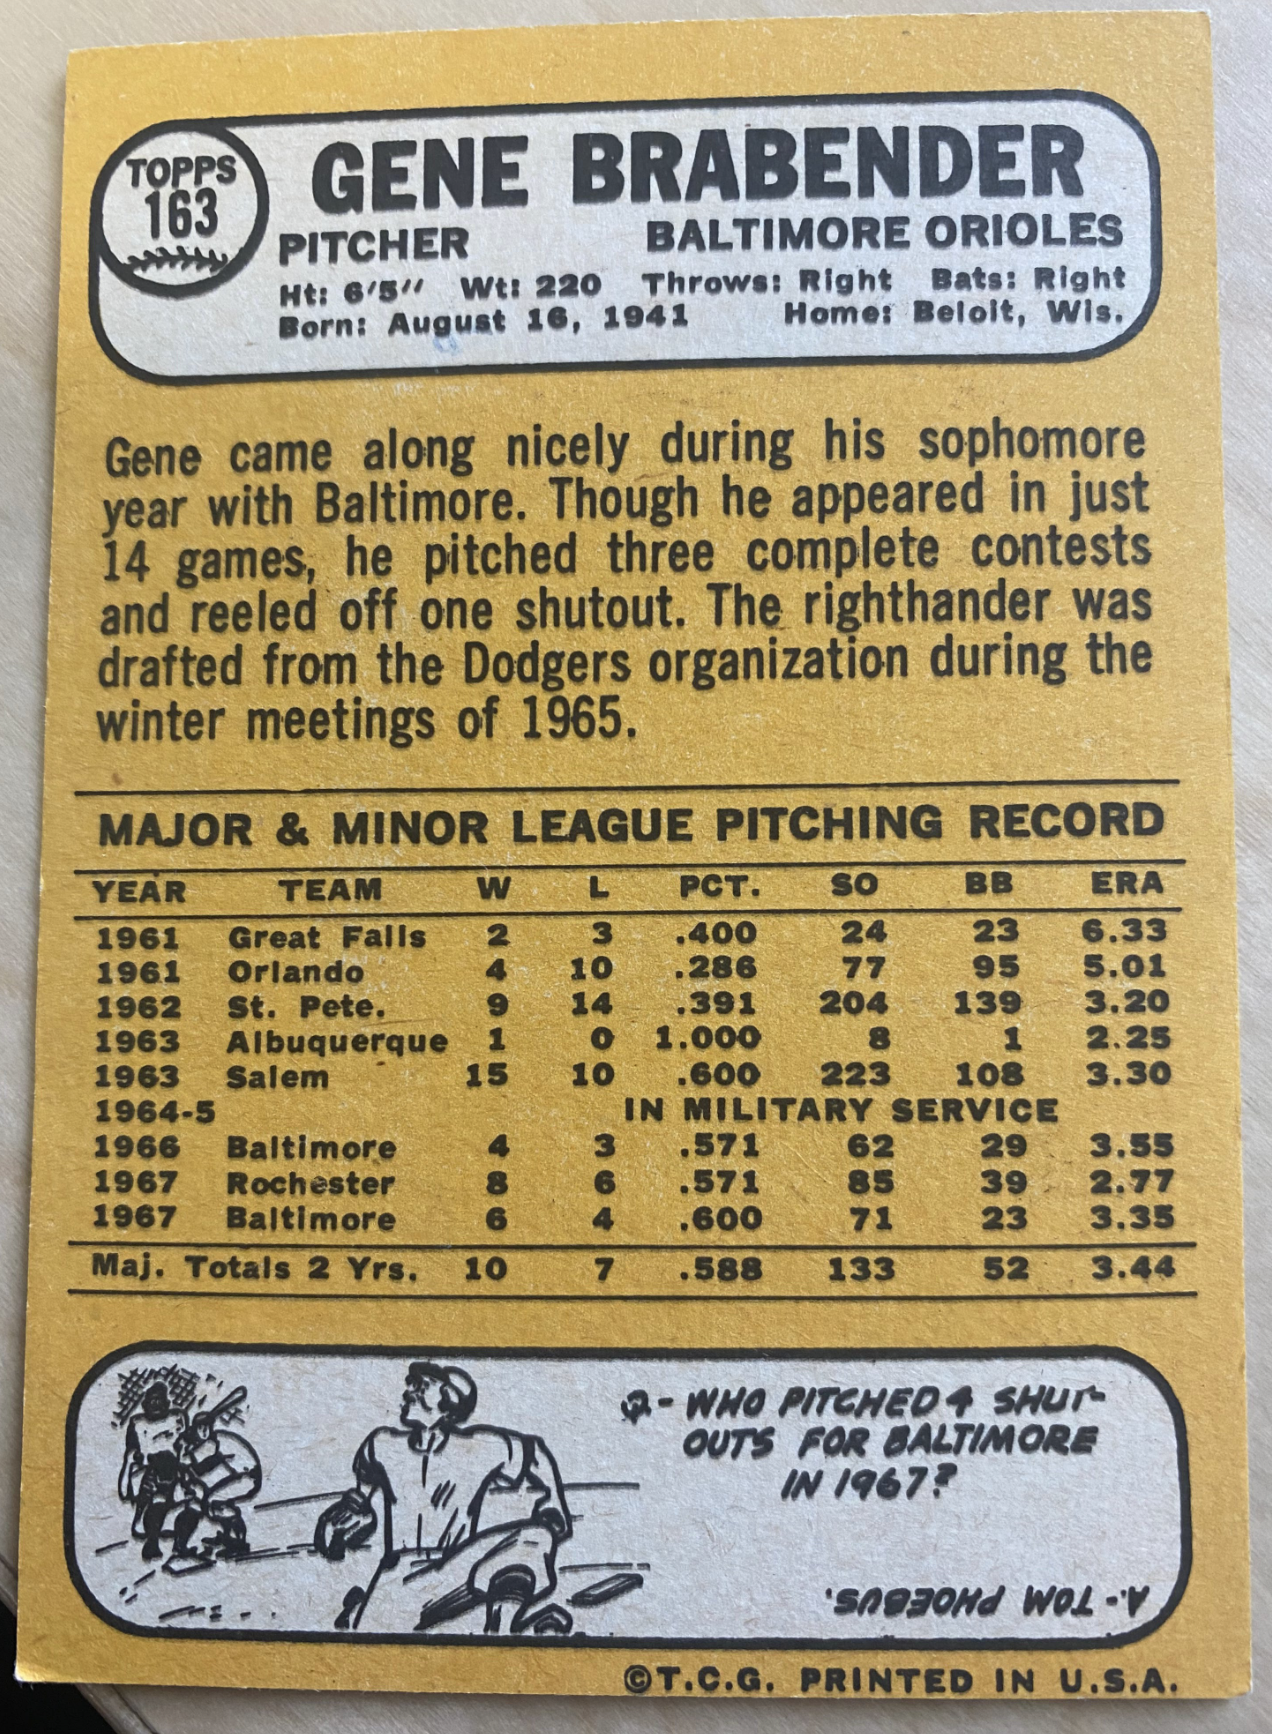 TOPPS
163
GENE BRABENDER
PITCHER BALTIMORE ORIOLES
Ht: 6'5" Wt: 220 Throws: Right Bats: Right
Born: August 16, 1941 Home: Beloit, Wis.
Gene came along nicely during his sophomore
year with Baltimore. Though he appeared in just
14 games, he pitched three complete contests
and reeled off one shutout. The righthander was
drafted from the Dodgers organization during the
winter meetings of 1965.
MAJOR & MINOR LEAGUE PITCHING RECORD
YEAR TEAM W L PCT. SO BB ERA
1961 Great Falls 2 3 .400 24 23 6.33
1961 Orlando 4 10 .286 77 95 5.01
1962 St. Pete. 9 14 .391 204 139 3.20
1963 Albuquerque 1 0 1.000 8 1 2.25
1963 Salem 15 10 .600 223 108 3.30
1964-5 IN MILITARY SERVICE
1966 Baltimore 4 3 .571 62 29 3.55
1967 Rochester 8 6 .571 85 39 2.77
1967 Baltimore 6 4 .600 71 23 3.35
Maj. Totals 2 Yrs. 10 7 .588 133 52 3.44
Q- WHO PITCHED 4 SHUT-
OUTS FOR BALTIMORE
IN 1967?
A.- TOM PHOEBUS.
©T.C.G. PRINTED IN U.S.A.